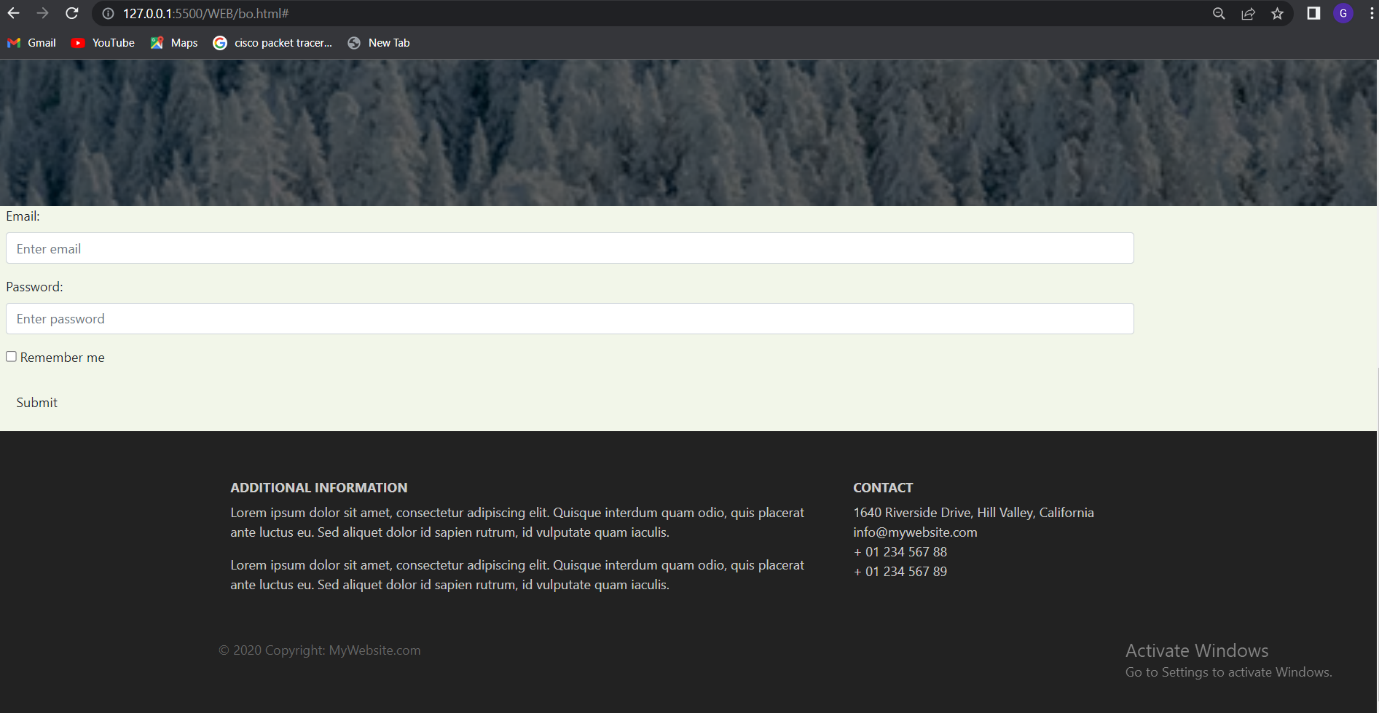 127.0.0.1:5500/WEB/bo.html#
G
Gmail YouTube Maps cisco packet tracer... New Tab
Email:
Enter email
Password:
Enter password
Remember me
Submit
ADDITIONAL INFORMATION
Lorem ipsum dolor sit amet, consectetur adipiscing elit. Quisque interdum quam odio, quis placerat
ante luctus eu. Sed aliquet dolor id sapien rutrum, id vulputate quam iaculis.
Lorem ipsum dolor sit amet, consectetur adipiscing elit. Quisque interdum quam odio, quis placerat
ante luctus eu. Sed aliquet dolor id sapien rutrum, id vulputate quam iaculis.
CONTACT
1640 Riverside Drive, Hill Valley, California
info@mywebsite.com
+ 01 234 567 88
+ 01 234 567 89
© 2020 Copyright: MyWebsite.com
Activate Windows
Go to Settings to activate Windows.